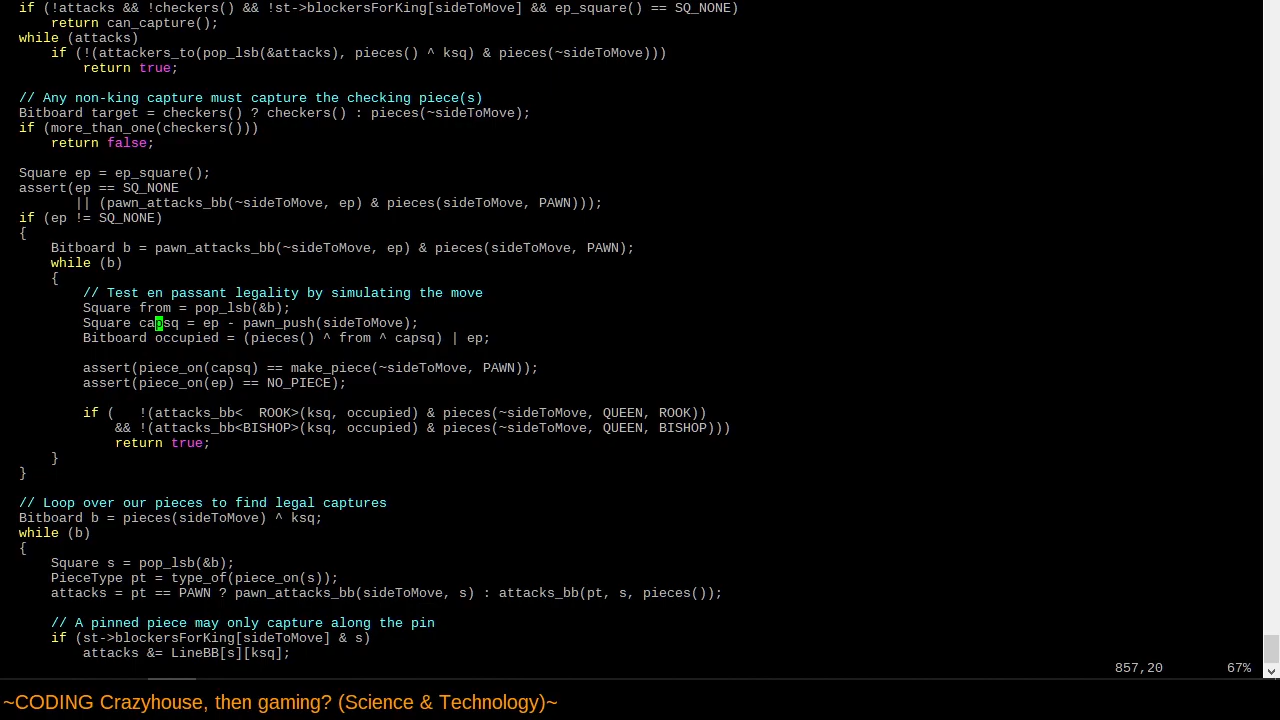 if (!attacks && !checkers() && !st->blockersForKing[sideToMove] && ep_square() == SQ_NONE)
    return can_capture();
while (attacks)
    if (!(attackers_to(pop_lsb(&attacks), pieces() ^ ksq) & pieces(~sideToMove)))
        return true;

// Any non-king capture must capture the checking piece(s)
Bitboard target = checkers() ? checkers() : pieces(~sideToMove);
if (more_than_one(checkers()))
    return false;

Square ep = ep_square();
assert(ep == SQ_NONE
       || (pawn_attacks_bb(~sideToMove, ep) & pieces(sideToMove, PAWN)));
if (ep != SQ_NONE)
{
    Bitboard b = pawn_attacks_bb(~sideToMove, ep) & pieces(sideToMove, PAWN);
    while (b)
    {
        // Test en passant legality by simulating the move
        Square from = pop_lsb(&b);
        Square capsq = ep - pawn_push(sideToMove);
        Bitboard occupied = (pieces() ^ from ^ capsq) | ep;

        assert(piece_on(capsq) == make_piece(~sideToMove, PAWN));
        assert(piece_on(ep) == NO_PIECE);

        if (   !(attacks_bb<  ROOK>(ksq, occupied) & pieces(~sideToMove, QUEEN, ROOK))
            && !(attacks_bb<BISHOP>(ksq, occupied) & pieces(~sideToMove, QUEEN, BISHOP)))
            return true;
    }
}

// Loop over our pieces to find legal captures
Bitboard b = pieces(sideToMove) ^ ksq;
while (b)
{
    Square s = pop_lsb(&b);
    PieceType pt = type_of(piece_on(s));
    attacks = pt == PAWN ? pawn_attacks_bb(sideToMove, s) : attacks_bb(pt, s, pieces());

    // A pinned piece may only capture along the pin
    if (st->blockersForKing[sideToMove] & s)
        attacks &= LineBB[s][ksq];
857,20 67%
~CODING Crazyhouse, then gaming? (Science & Technology)~